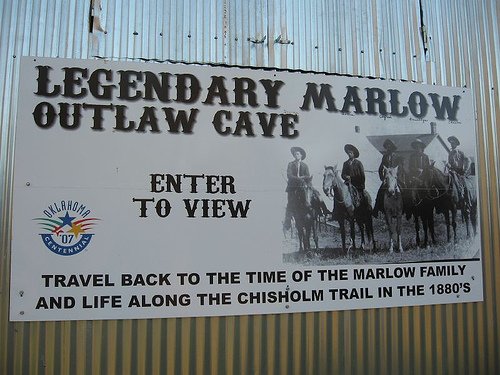 LEGENDARY MARLOW
OUTLAW CAVE
ENTER
TO VIEW
OKLAHOMA
'07
CENTENNIAL
TRAVEL BACK TO THE TIME OF THE MARLOW FAMILY
AND LIFE ALONG THE CHISHOLM TRAIL IN THE 1880'S